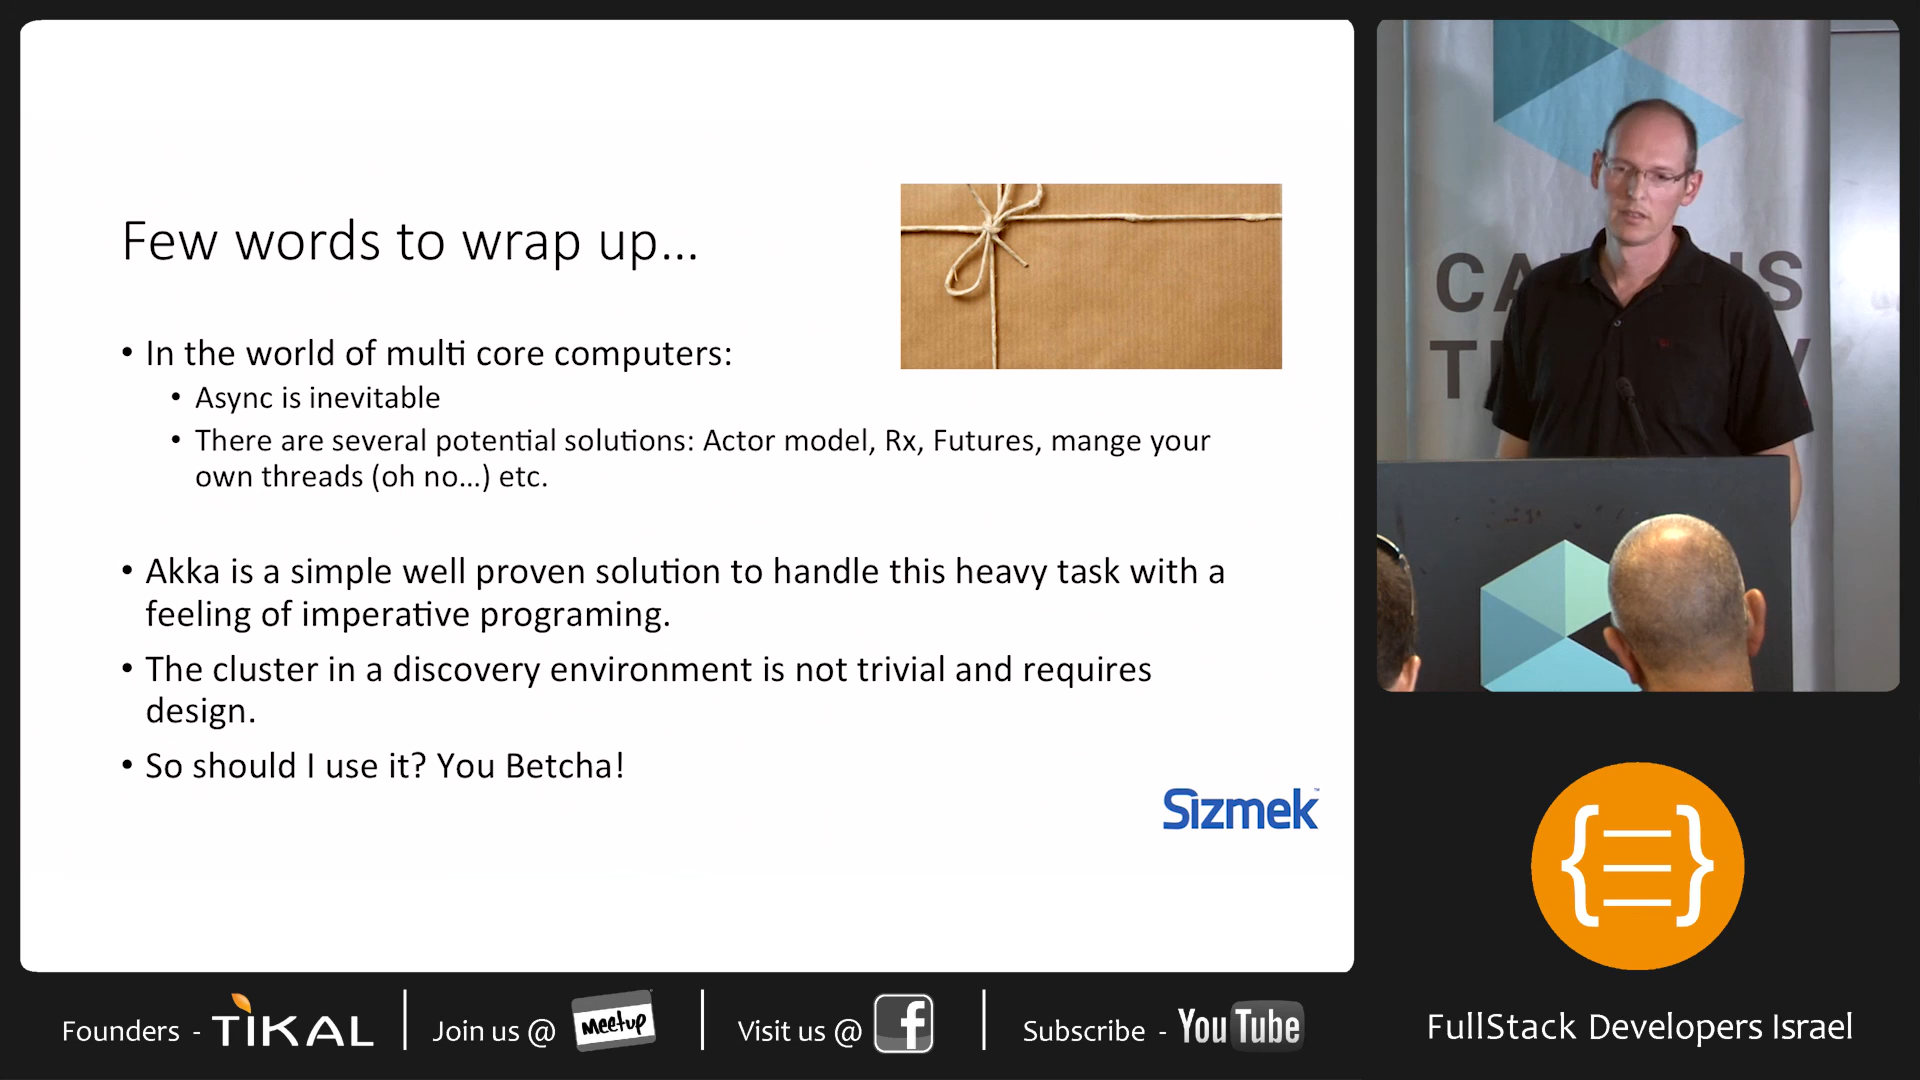 Few words to wrap up...
• In the world of multi core computers:
• Async is inevitable
• There are several potential solutions: Actor model, Rx, Futures, mange your
own threads (oh no...) etc.
• Akka is a simple well proven solution to handle this heavy task with a
feeling of imperative programing.
• The cluster in a discovery environment is not trivial and requires
design.
• So should I use it? You Betcha!
Sizmek
Founders - TIKAL
Join us @ Meetup
Visit us @ f
Subscribe - YouTube
FullStack Developers Israel